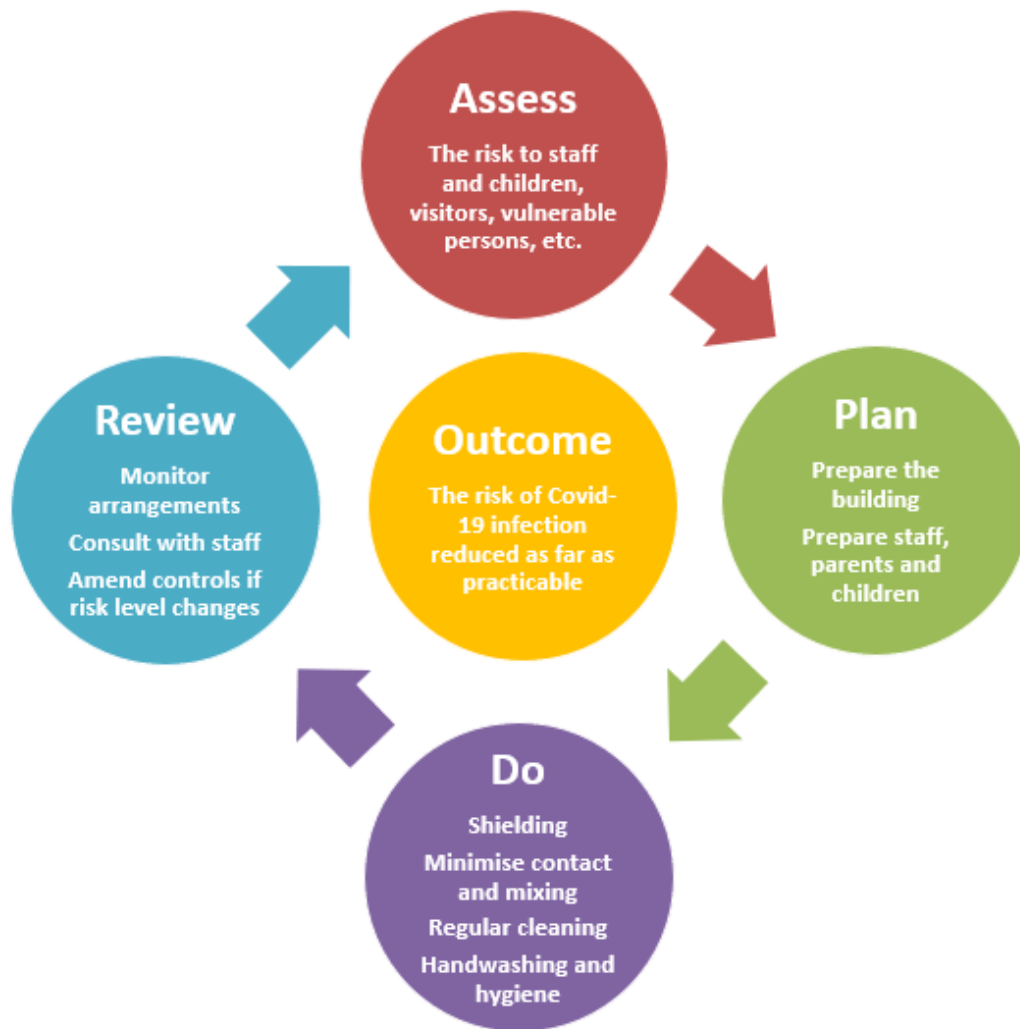 Assess
The risk to staff
and children,
visitors, vulnerable
persons, etc.
Plan
Prepare the
building
Prepare staff,
parents and
children
Do
Shielding
Minimise contact
and mixing
Regular cleaning
Handwashing and
hygiene
Review
Monitor
arrangements
Consult with staff
Amend controls if
risk level changes
Outcome
The risk of Covid-
19 infection
reduced as far as
practicable